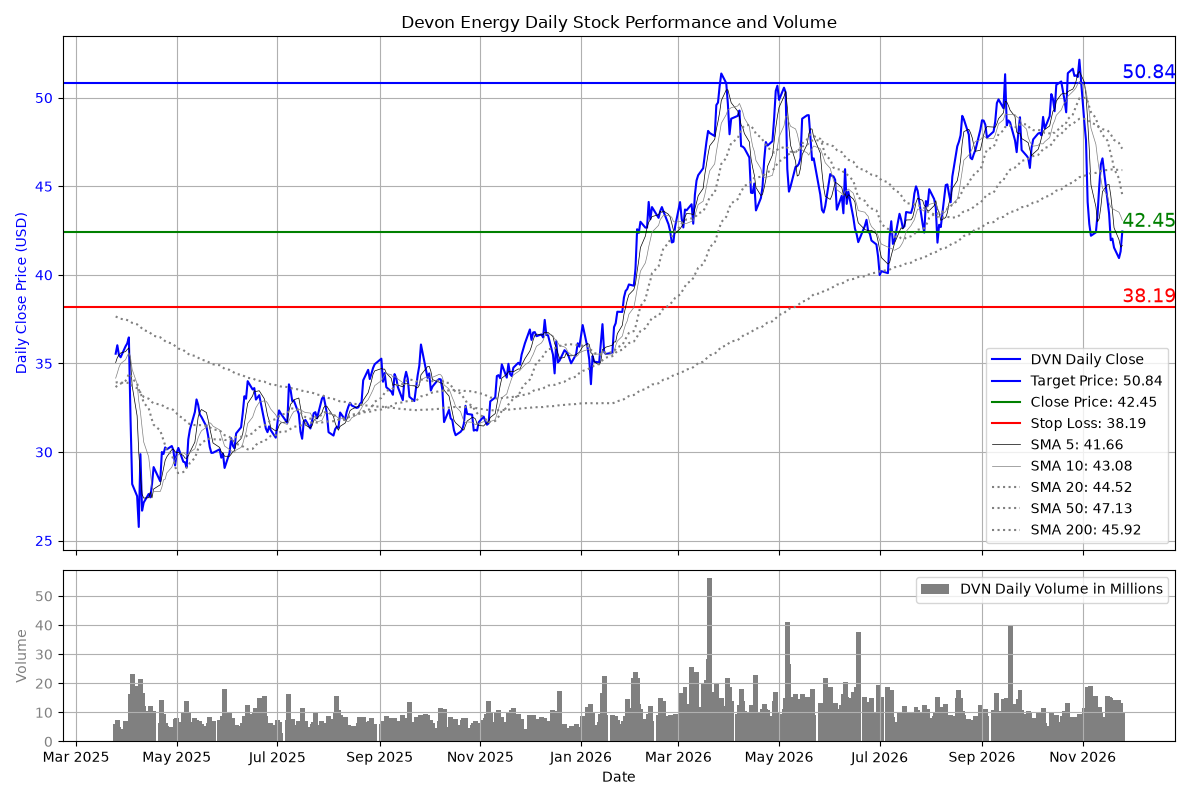 Devon Energy Daily Stock Performance and Volume
Daily Close Price (USD)
50
45
40
35
30
25
50.84
42.45
38.19
DVN Daily Close
Target Price: 50.84
Close Price: 42.45
Stop Loss: 38.19
SMA 5: 41.66
SMA 10: 43.08
SMA 20: 44.52
SMA 50: 47.13
SMA 200: 45.92
Volume
50
40
30
20
10
0
DVN Daily Volume in Millions
Mar 2025 May 2025 Jul 2025 Sep 2025 Nov 2025 Jan 2026 Mar 2026 May 2026 Jul 2026 Sep 2026 Nov 2026
Date